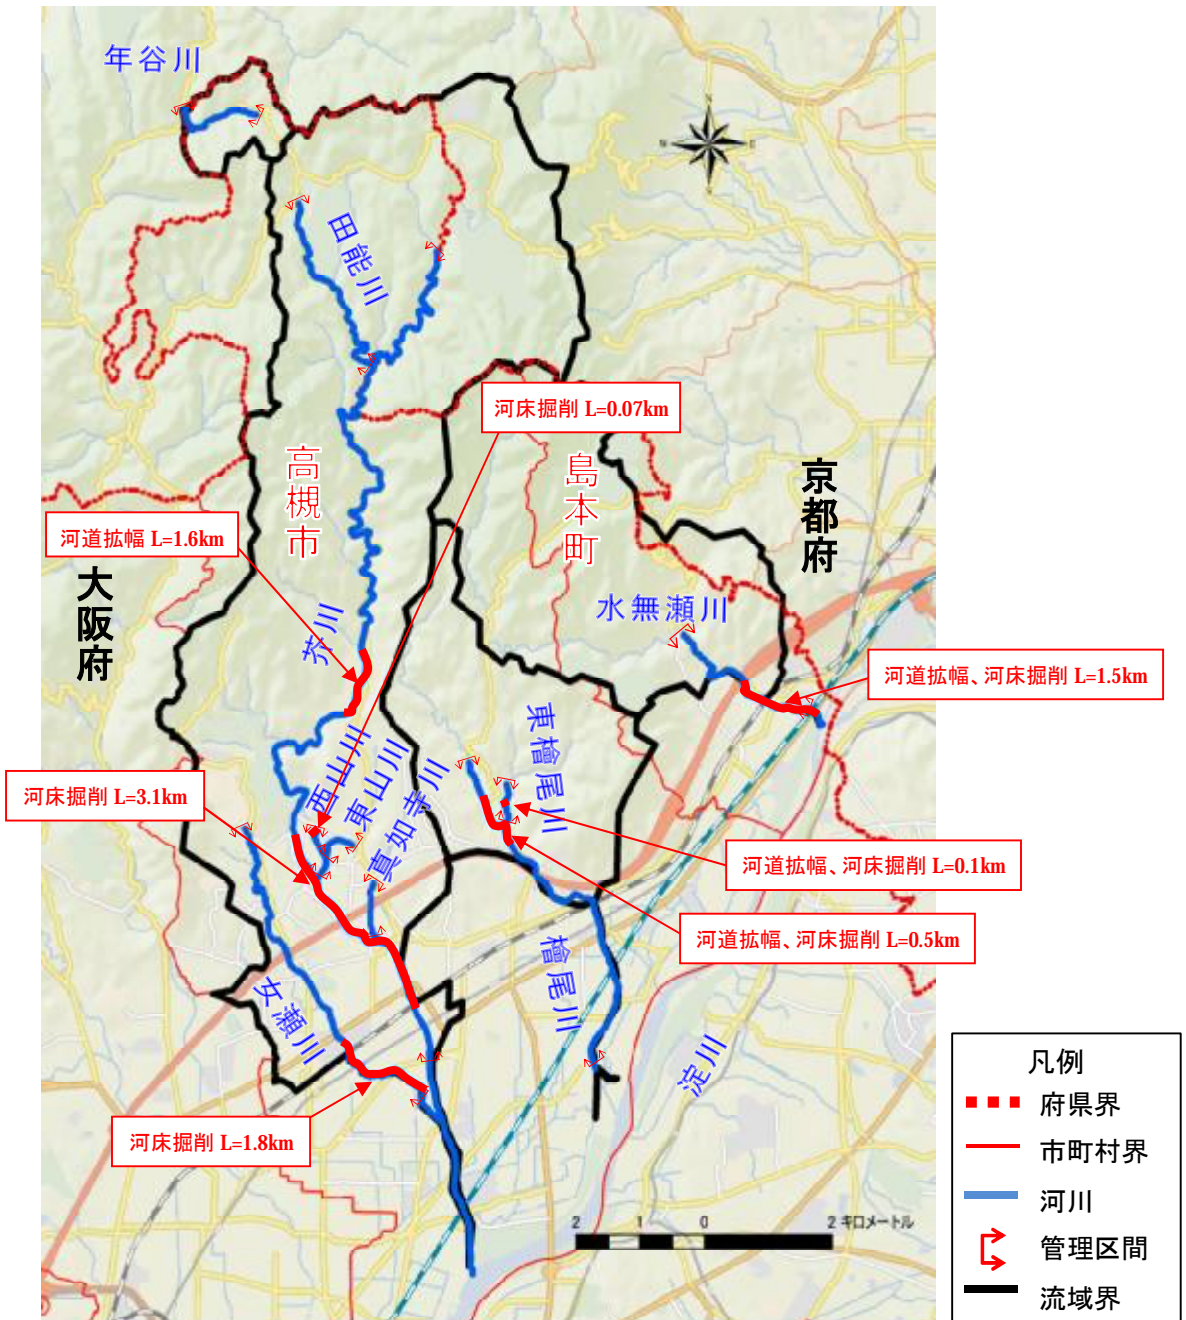 年谷川
N
W
E
S
田能川
河床掘削 L=0.07km
高槻市
島本町
京都府
河道拡幅 L=1.6km
大阪府
水無瀬川
芥川
河道拡幅、河床掘削 L=1.5km
西山川
東山川
真如寺川
東檜尾川
河床掘削 L=3.1km
河道拡幅、河床掘削 L=0.1km
河道拡幅、河床掘削 L=0.5km
女瀬川
檜尾川
淀川
河床掘削 L=1.8km
2 1 0 2 キロメートル
凡例
府県界
市町村界
河川
管理区間
流域界